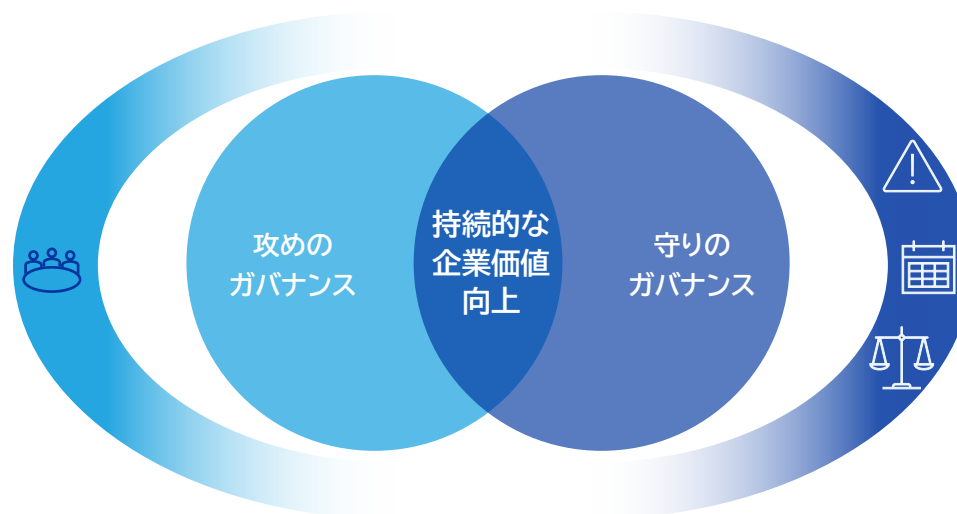 攻めの
ガバナンス
持続的な
企業価値
向上
守りの
ガバナンス